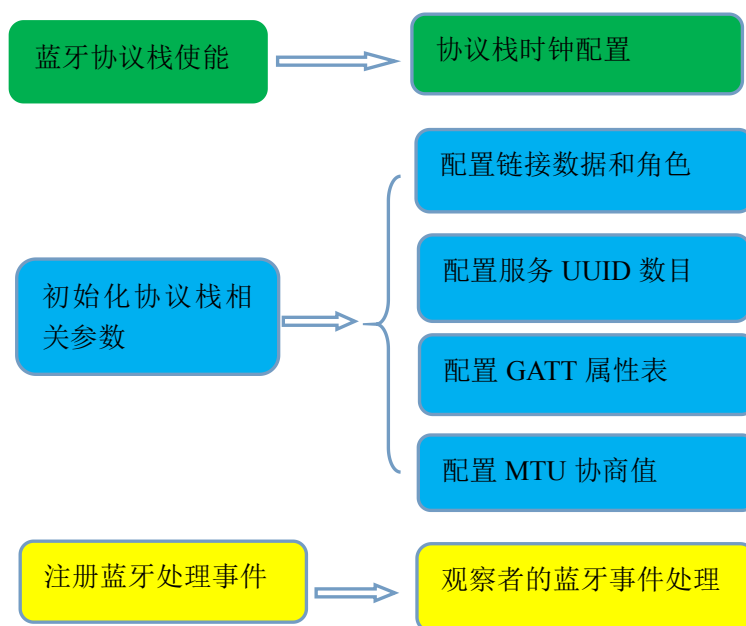 蓝牙协议栈使能
协议栈时钟配置
配置链接数据和角色
配置服务 UUID 数目
初始化协议栈相
关参数
配置 GATT 属性表
配置 MTU 协商值
注册蓝牙处理事件
观察者的蓝牙事件处理